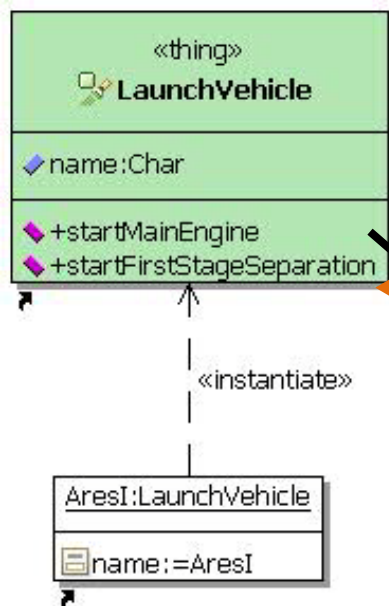 «thing»
LaunchVehicle
name:Char
+startMainEngine
+startFirstStageSeparation
«instantiate»
AresI:LaunchVehicle
name:=AresI